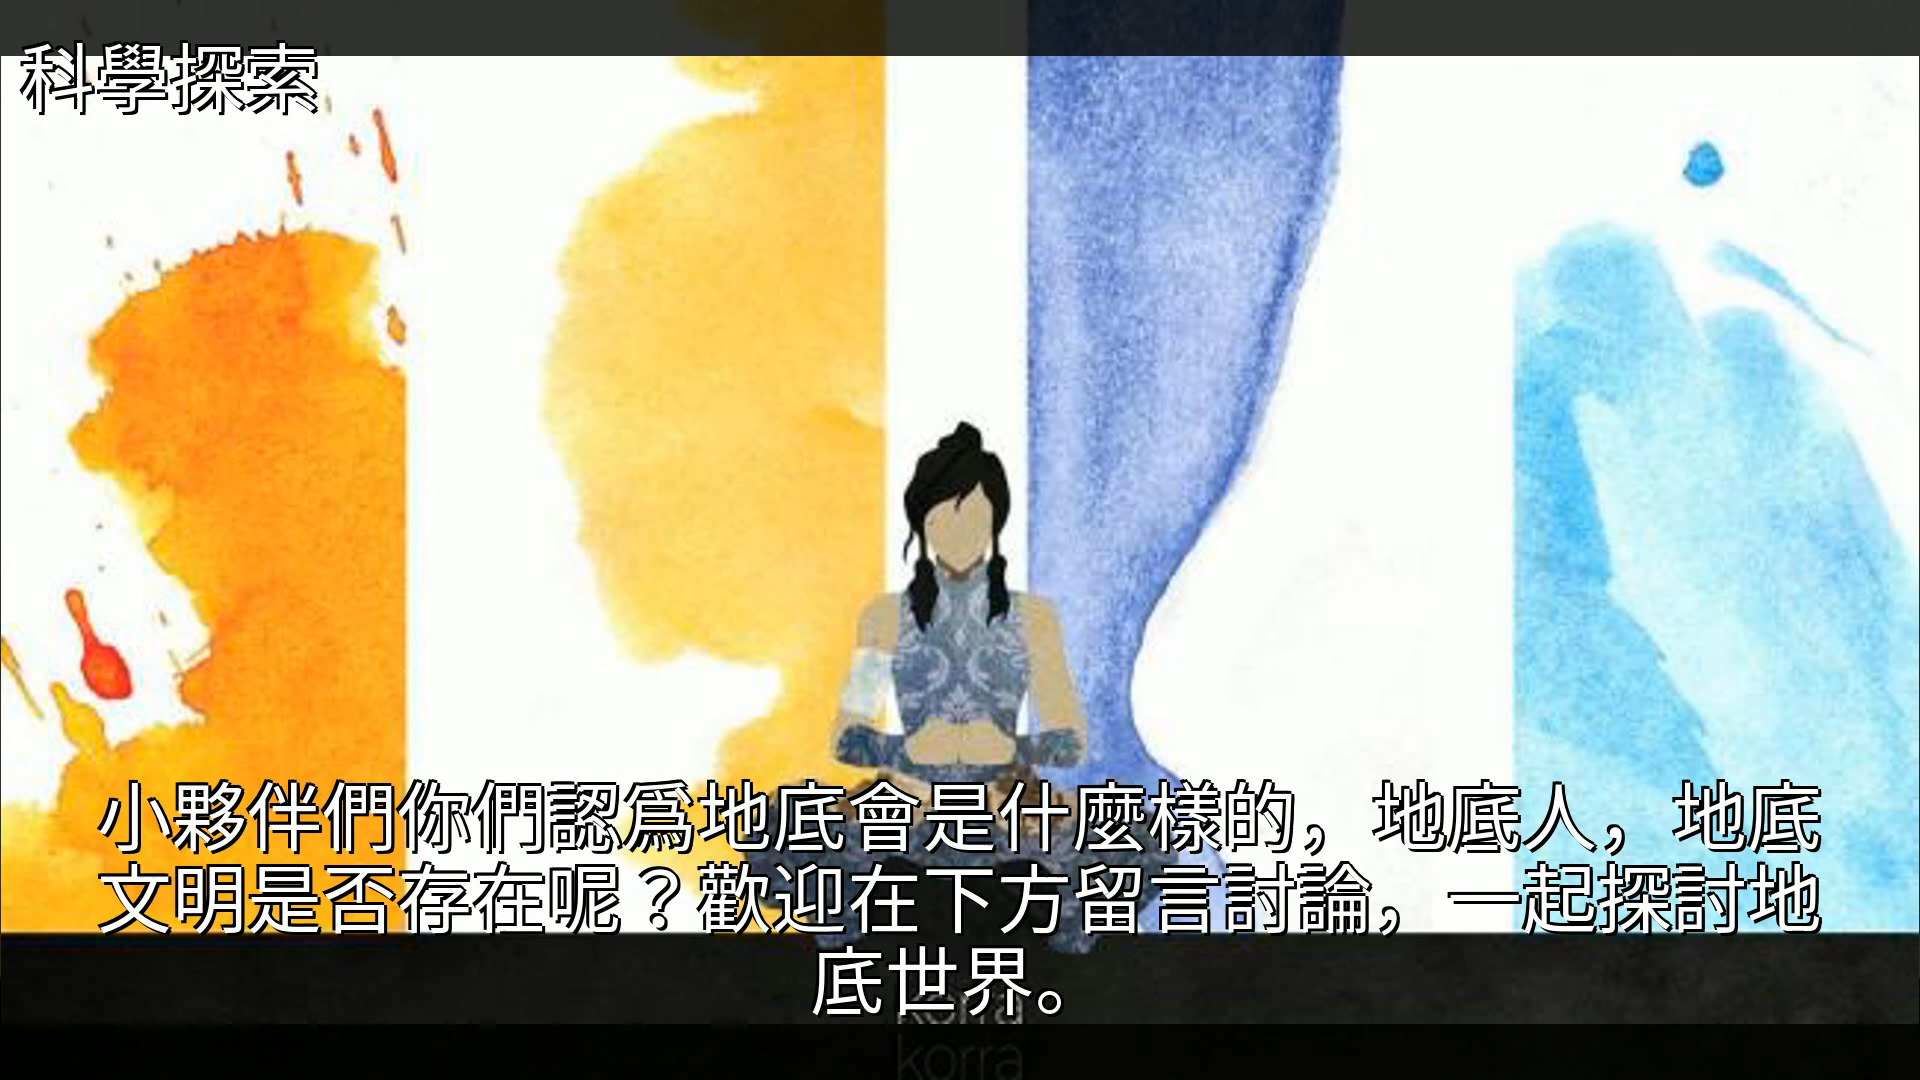 科學探索
小夥伴們你們認爲地底會是什麼樣的，地底人，地底
文明是否存在呢？歡迎在下方留言討論，一起探討地
底世界。
korra
korra